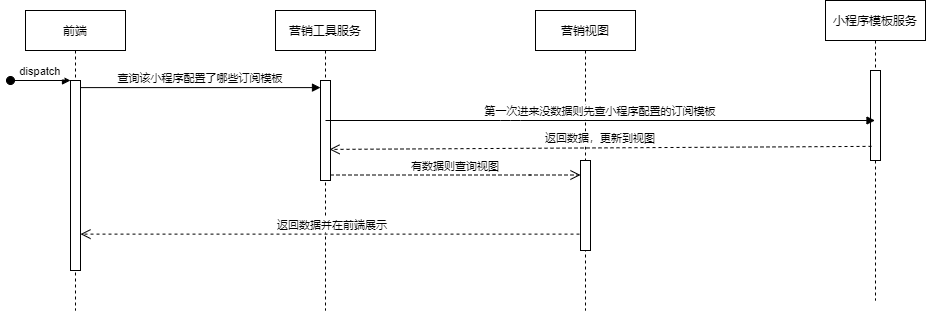 前端
营销工具服务
营销视图
小程序模板服务
dispatch
查询该小程序配置了哪些订阅模板
第一次进来没数据则先查小程序配置的订阅模板
返回数据，更新到视图
有数据则查询视图
返回数据并在前端展示